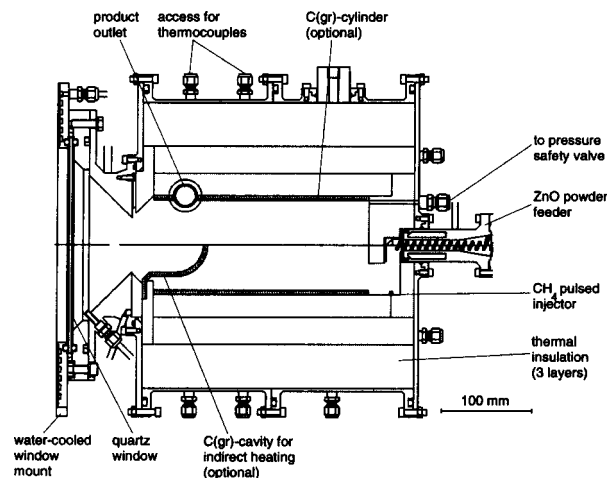 product
outlet
access for
thermocouples
C(gr)-cylinder
(optional)
to pressure
safety valve
ZnO powder
feeder
CH4 pulsed
injector
thermal
insulation
(3 layers)
100 mm
water-cooled
window
mount
quartz
window
C(gr)-cavity for
indirect heating
(optional)